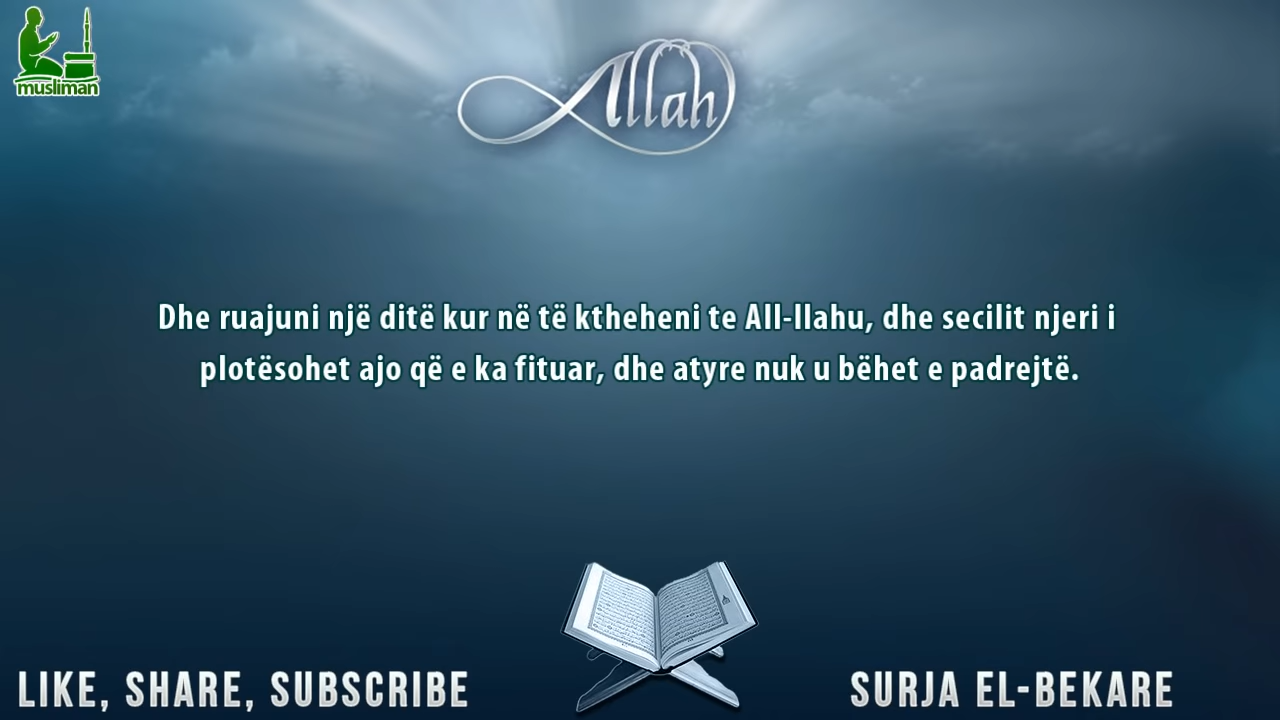 musliman
Allah
Dhe ruajuni një ditë kur në të ktheheni te All-llahu, dhe secilit njeri i
plotësohet ajo që e ka fituar, dhe atyre nuk u bëhet e padrejtë.
LIKE, SHARE, SUBSCRIBE
SURJA EL-BEKARE